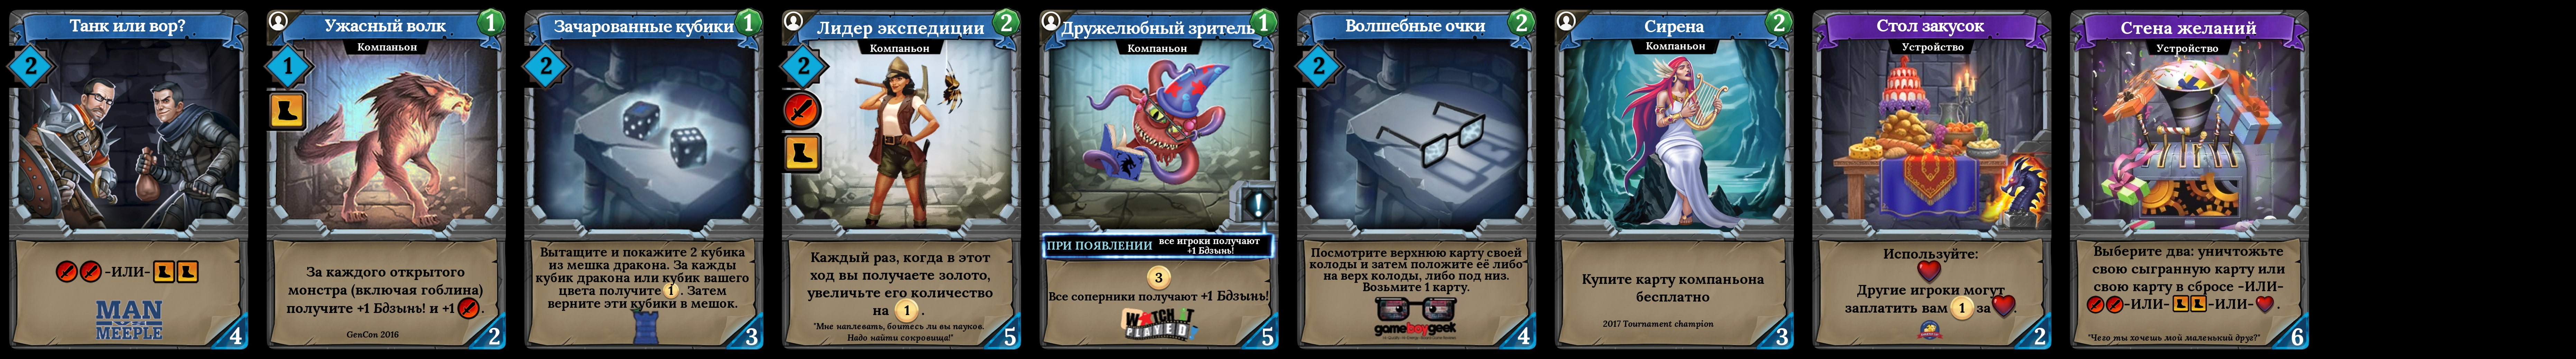 Танк или вор?
2
-ИЛИ-
MAN
VS
MEEPLE
4
Ужасный волк
1
Компаньон
1
За каждого открытого
монстра (включая гоблина)
получите +1 Бдзынь! и +1 .
GenCon 2016
2
Зачарованные кубики
1
2
Вытащите и покажите 2 кубика
из мешка дракона. За кажды
кубик дракона или кубик вашего
цвета получите 1 . Затем
верните эти кубики в мешок.
3
Лидер экспедиции
2
Компаньон
2
Каждый раз, когда в этот
ход вы получаете золото,
увеличьте его количество
на 1 .
"Мне наплевать, боитесь ли вы пауков.
Надо найти сокровища!"
5
Дружелюбный зритель
1
Компаньон
!
ПРИ ПОЯВЛЕНИИ все игроки получают
+1 Бдзынь!
3
Все соперники получают +1 Бдзынь!
WATCH IT
PLAYED
5
Волшебные очки
2
2
Посмотрите верхнюю карту своей
колоды и затем положите её либо
на верх колоды, либо под низ.
Возьмите 1 карту.
gameboygeek
4
Сирена
2
Компаньон
Купите карту компаньона
бесплатно
2017 Tournament champion
3
Стол закусок
Устройство
Используте:
Другие игроки могут
заплатить вам 1 за .
2
Стена желаний
Устройство
Выберите два: уничтожьте
свою сыгранную карту или
свою карту в сбросе -ИЛИ-
-ИЛИ- -ИЛИ- .
"Чего ты хочешь мой маленький друг?"
6